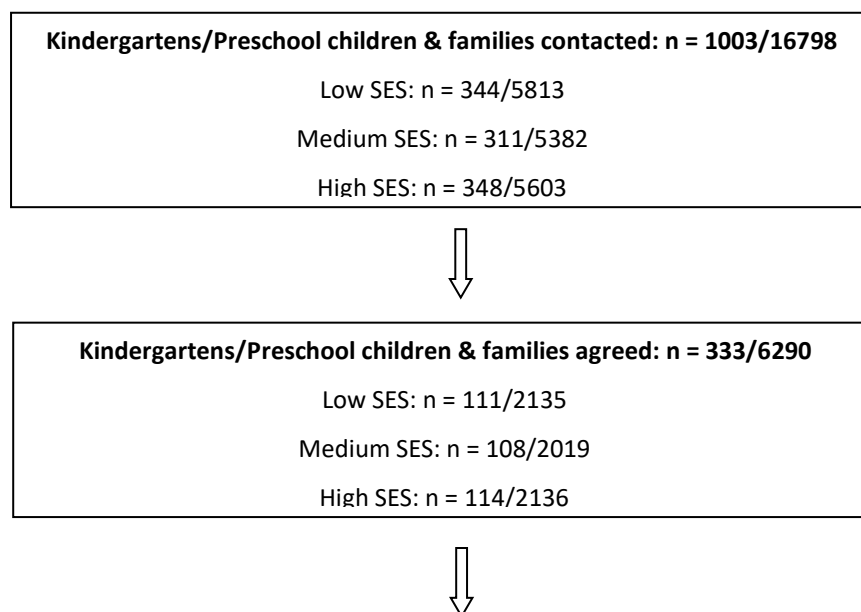 Kindergartens/Preschool children & families contacted: n = 1003/16798
Low SES: n = 344/5813
Medium SES: n = 311/5382
High SES: n = 348/5603
Kindergartens/Preschool children & families agreed: n = 333/6290
Low SES: n = 111/2135
Medium SES: n = 108/2019
High SES: n = 114/2136